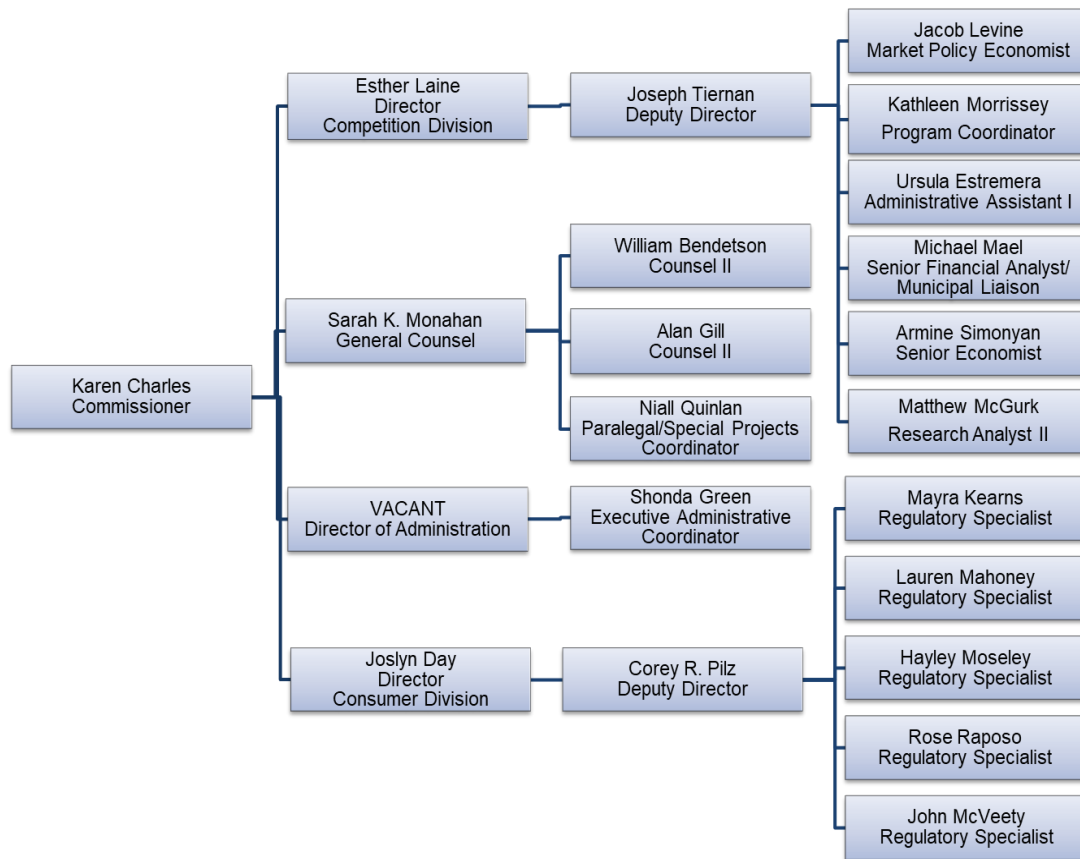 Karen Charles
Commissioner
Esther Laine
Director
Competition Division
Joseph Tiernan
Deputy Director
Jacob Levine
Market Policy Economist
Kathleen Morrissey
Program Coordinator
Ursula Estremera
Administrative Assistant I
Michael Mael
Senior Financial Analyst/
Municipal Liaison
Armine Simonyan
Senior Economist
Matthew McGurk
Research Analyst II
Sarah K. Monahan
General Counsel
William Bendetson
Counsel II
Alan Gill
Counsel II
Niall Quinlan
Paralegal/Special Projects
Coordinator
VACANT
Director of Administration
Shonda Green
Executive Administrative
Coordinator
Joslyn Day
Director
Consumer Division
Corey R. Pilz
Deputy Director
Mayra Kearns
Regulatory Specialist
Lauren Mahoney
Regulatory Specialist
Hayley Moseley
Regulatory Specialist
Rose Raposo
Regulatory Specialist
John McVeety
Regulatory Specialist